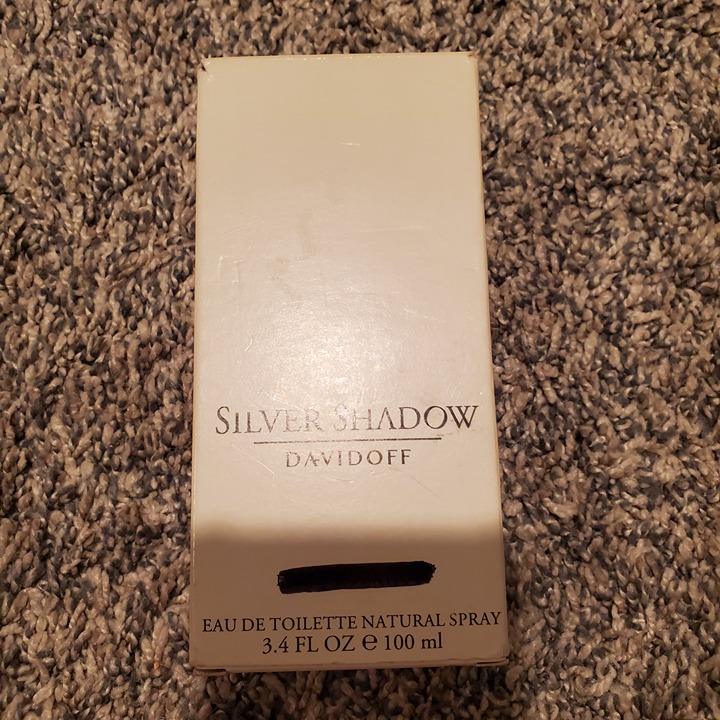 SILVER SHADOW
DAVIDOFF
EAU DE TOILETTE NATURAL SPRAY
3.4 FL OZ ℮ 100 ml